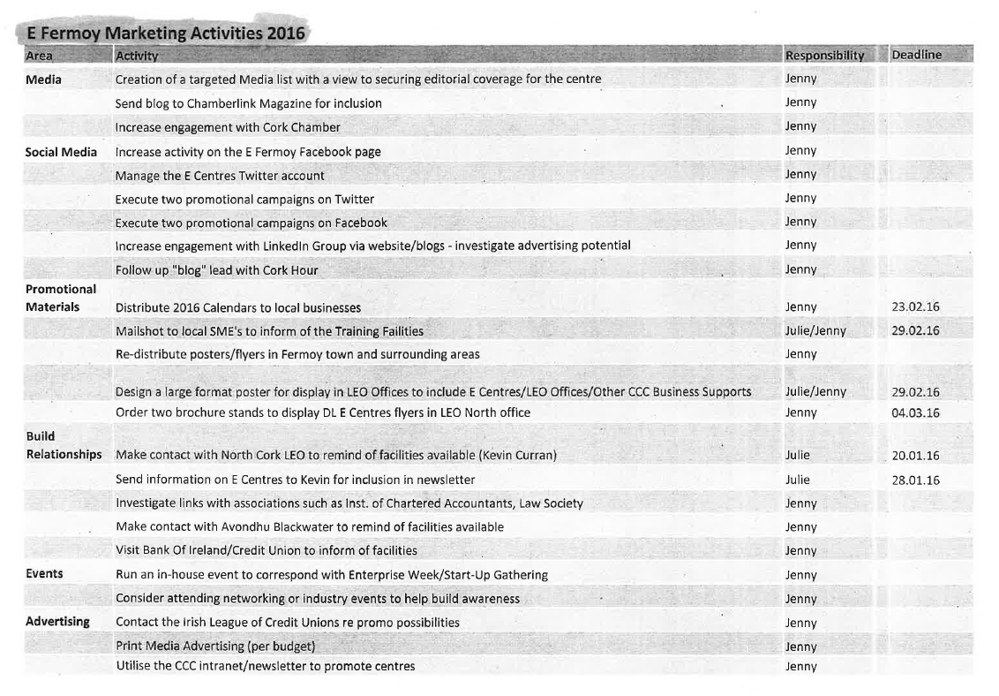 E Fermoy Marketing Activities 2016
Area Activity Responsibility Deadline
Media Creation of a targeted Media list with a view to securing editorial coverage for the centre Jenny
Send blog to Chamberlink Magazine for inclusion Jenny
Increase engagement with Cork Chamber Jenny
Social Media Increase activity on the E Fermoy Facebook page Jenny
Manage the E Centres Twitter account Jenny
Execute two promotional campaigns on Twitter Jenny
Execute two promotional campaigns on Facebook Jenny
Increase engagement with LinkedIn Group via website/blogs - investigate advertising potential Jenny
Follow up "blog" lead with Cork Hour Jenny
Promotional
Materials Distribute 2016 Calendars to local businesses Jenny 23.02.16
Mailshot to local SME's to inform of the Training Failities Julie/Jenny 29.02.16
Re-distribute posters/flyers in Fermoy town and surrounding areas Jenny
Design a large format poster for display in LEO Offices to include E Centres/LEO Offices/Other CCC Business Supports Julie/Jenny 29.02.16
Order two brochure stands to display DL E Centres flyers in LEO North office Jenny 04.03.16
Build
Relationships Make contact with North Cork LEO to remind of facilities available (Kevin Curran) Julie 20.01.16
Send information on E Centres to Kevin for inclusion in newsletter Julie 28.01.16
Investigate links with associations such as Inst. of Chartered Accountants, Law Society Jenny
Make contact with Avondhu Blackwater to remind of facilities available Jenny
Visit Bank Of Ireland/Credit Union to inform of facilities Jenny
Events Run an in-house event to correspond with Enterprise Week/Start-Up Gathering Jenny
Consider attending networking or industry events to help build awareness Jenny
Advertising Contact the Irish League of Credit Unions re promo possibilities Jenny
Print Media Advertising (per budget) Jenny
Utilise the CCC intranet/newsletter to promote centres Jenny